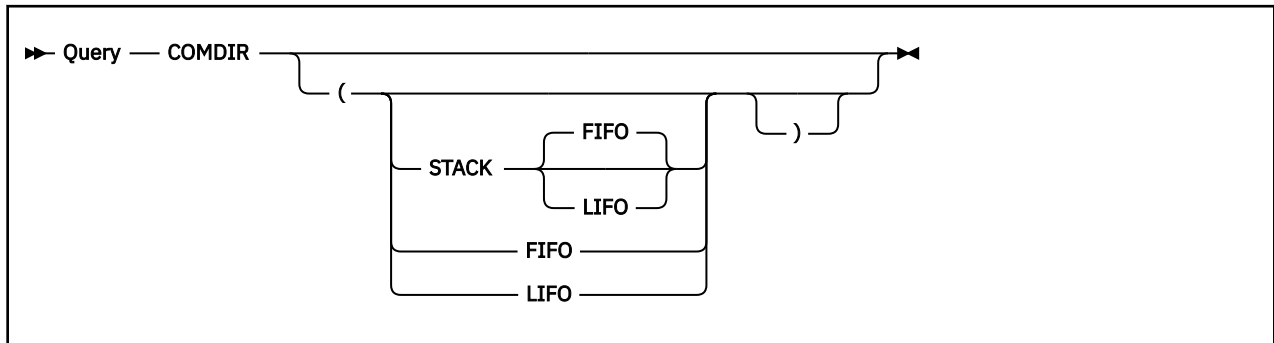 Query COMDIR
(
)
FIFO
STACK
LIFO
FIFO
LIFO